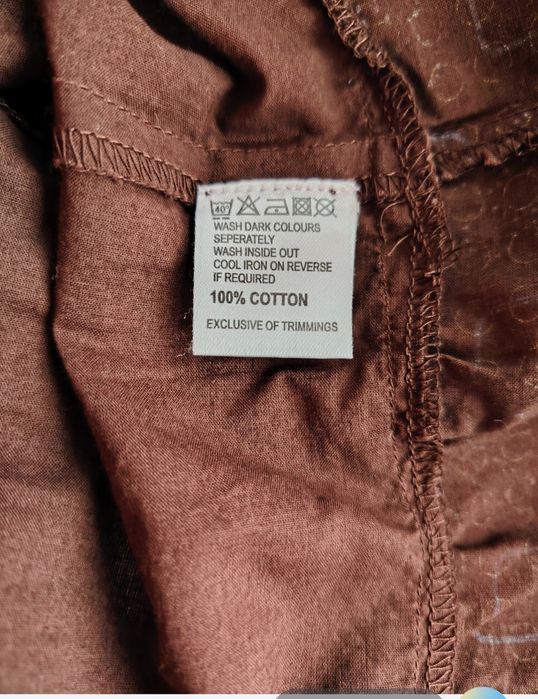 40°
WASH DARK COLOURS
SEPERATELY
WASH INSIDE OUT
COOL IRON ON REVERSE
IF REQUIRED
100% COTTON
EXCLUSIVE OF TRIMMINGS